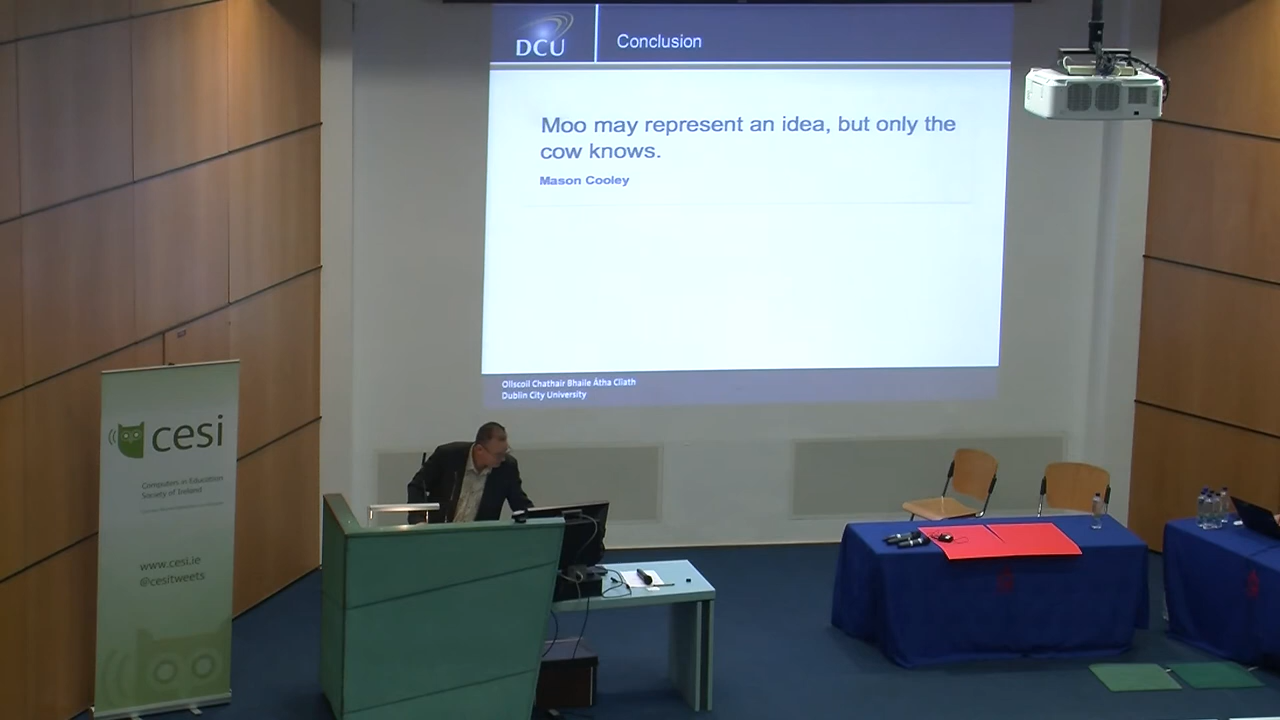 DCU
Conclusion
Moo may represent an idea, but only the
cow knows.
Mason Cooley
Ollscoil Chathair Bhaile Átha Cliath
Dublin City University
cesi
Computers in Education
Society of Ireland
www.cesi.ie
@cesitweets